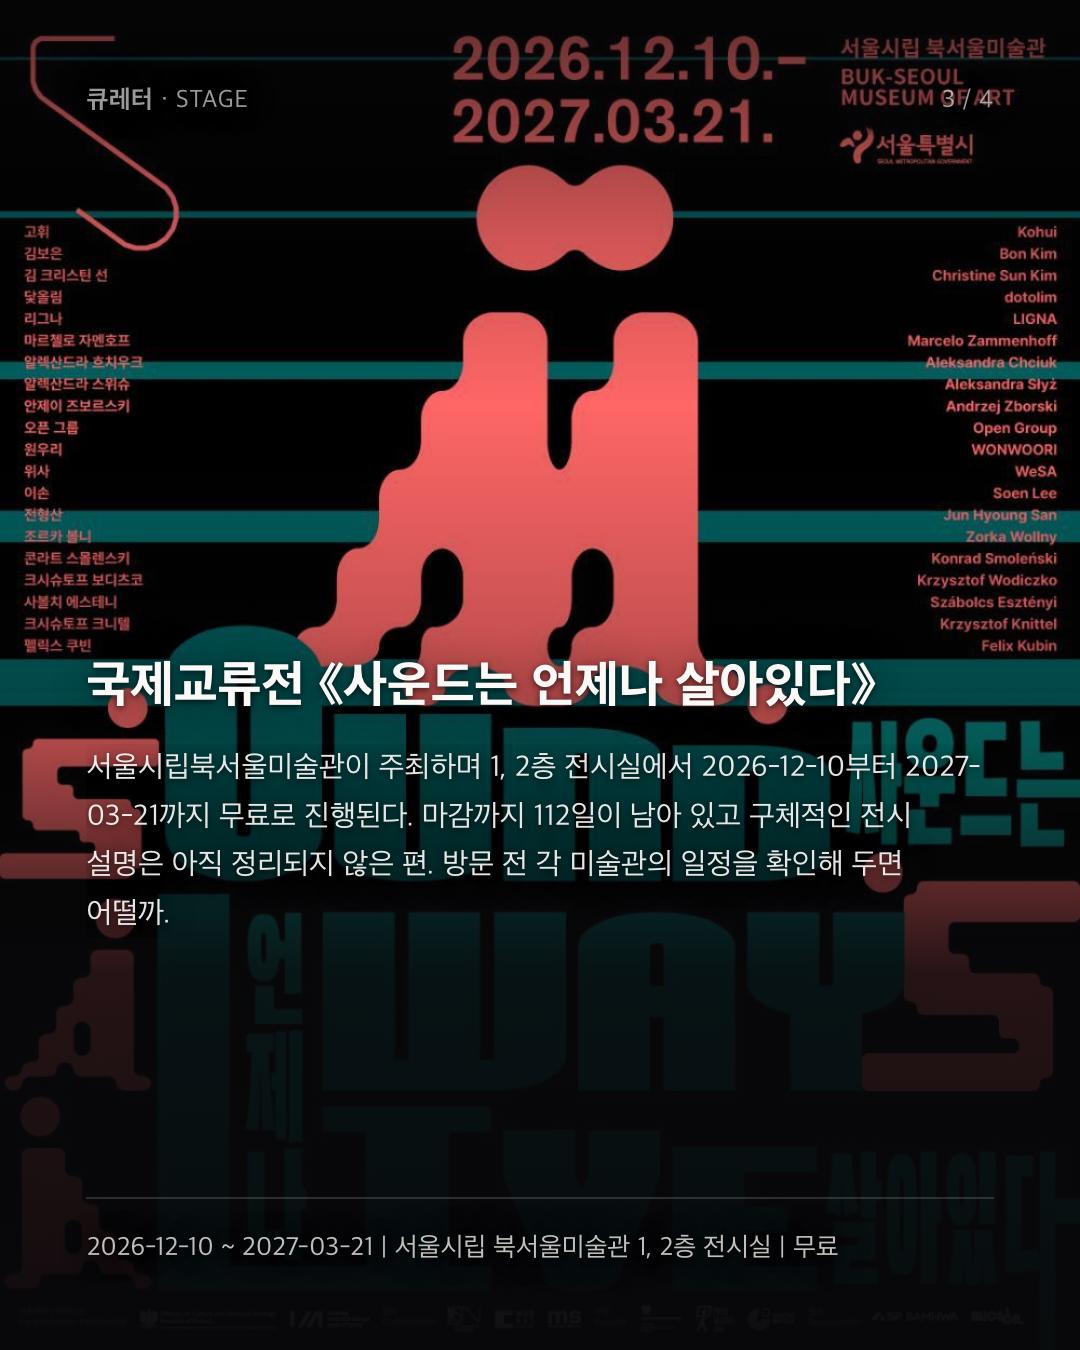 2026.12.10.–
2027.03.21.
서울시립 북서울미술관
BUK-SEOUL
MUSEUM OF ART
서울특별시
SEOUL METROPOLITAN GOVERNMENT
큐레터 · STAGE
3 / 4
고휘
김보은
김 크리스틴 선
닻올림
리그나
마르첼로 자멘호프
알렉산드라 흐치우크
알렉산드라 스위슈
안제이 즈보르스키
오픈 그룹
원우리
위사
이손
전형산
조르카 볼니
콘라트 스몰렌스키
크시슈토프 보디츠코
사볼치 에스테니
크시슈토프 크니텔
펠릭스 쿠빈
Kohui
Bon Kim
Christine Sun Kim
dotolim
LIGNA
Marcelo Zammenhoff
Aleksandra Chciuk
Aleksandra Słyż
Andrzej Zborski
Open Group
WONWOORI
WeSA
Soen Lee
Jun Hyoung San
Zorka Wollny
Konrad Smoleński
Krzysztof Wodiczko
Szábolcs Esztényi
Krzysztof Knittel
Felix Kubin
국제교류전 《사운드는 언제나 살아있다》
서울시립북서울미술관이 주최하며 1, 2층 전시실에서 2026-12-10부터 2027-
03-21까지 무료로 진행된다. 마감까지 112일이 남아 있고 구체적인 전시
설명은 아직 정리되지 않은 편. 방문 전 각 미술관의 일정을 확인해 두면
어떨까.
사운드는
언제나
살아있다
2026-12-10 ~ 2027-03-21 | 서울시립 북서울미술관 1, 2층 전시실 | 무료